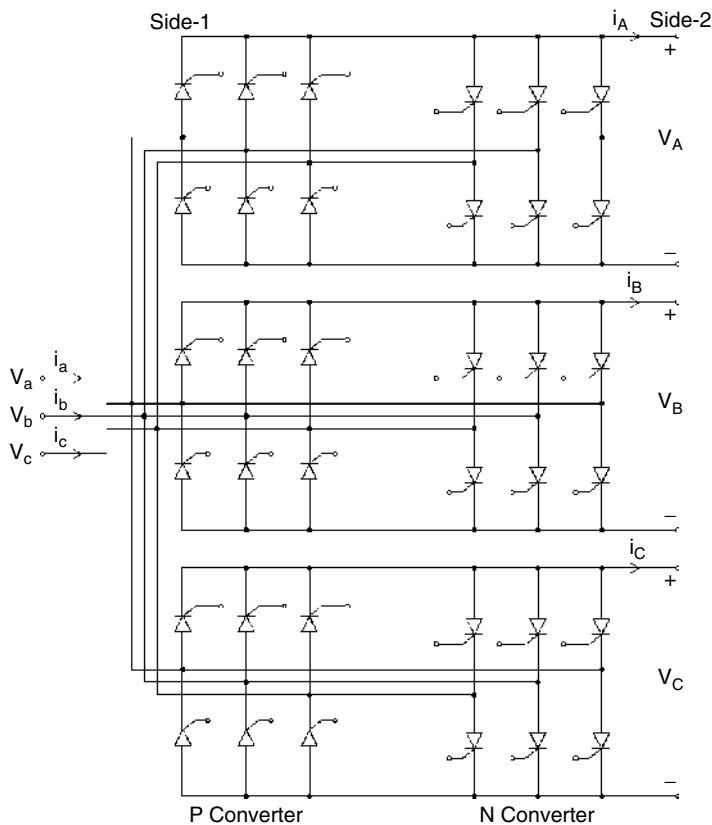 Side-1
i_A
Side-2
+
V_A
−
i_B
+
V_B
−
V_a
i_a
V_b
i_b
V_c
i_c
i_C
+
V_C
−
P Converter
N Converter